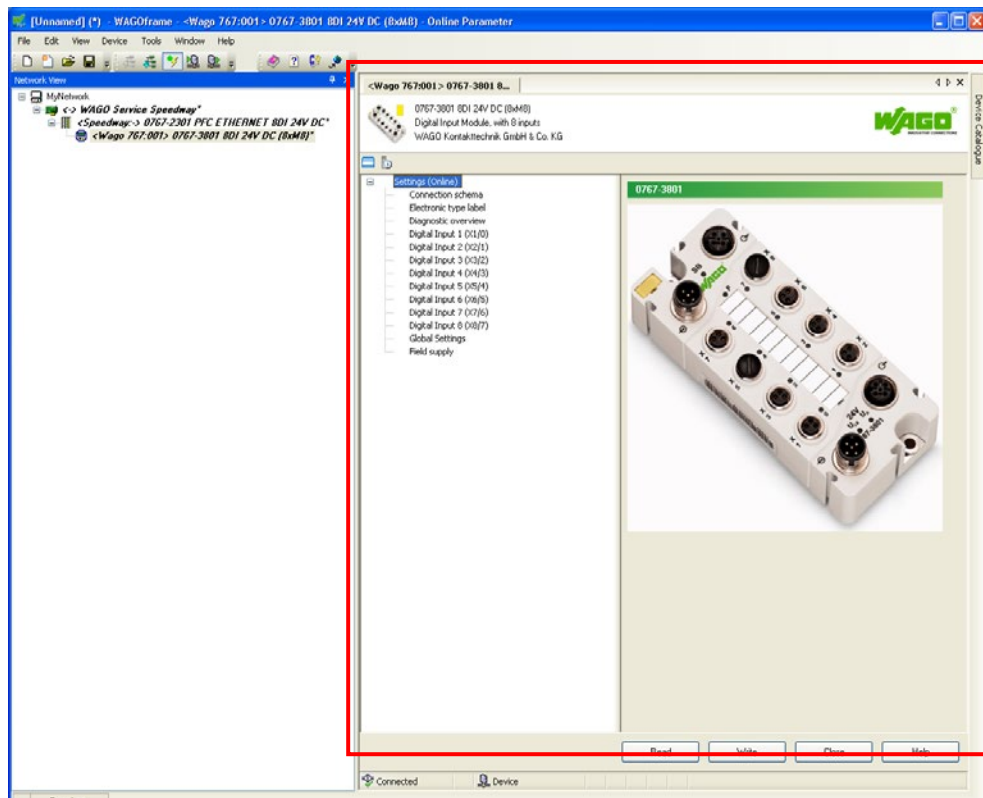 [Unnamed] (*) - WAGOframe - <Wago 767:001> 0767-3801 8DI 24V DC (8xM8) - Online Parameter
File Edit View Device Tools Window Help
Network View
MyNetwork
<-> WAGO Service Speedway*
<Speedway:-> 0767-2301 PFC ETHERNET 8DI 24V DC*
<Wago 767:001> 0767-3801 8DI 24V DC (8xM8)*
<Wago 767:001> 0767-3801 8...
0767-3801 8DI 24V DC (8xM8)
Digital Input Module, with 8 inputs
WAGO Kontakttechnik GmbH & Co. KG
WAGO
INNOVATIVE CONNECTIONS
Device Catalogue
Settings (Online)
Connection schema
Electronic type label
Diagnostic overview
Digital Input 1 (X1/0)
Digital Input 2 (X2/1)
Digital Input 3 (X3/2)
Digital Input 4 (X4/3)
Digital Input 5 (X5/4)
Digital Input 6 (X6/5)
Digital Input 7 (X7/6)
Digital Input 8 (X8/7)
Global Settings
Field supply
0767-3801
WAGO
24V
Read Write Close Help
Connected Device